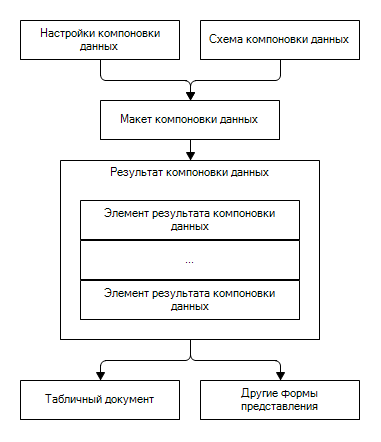 Настройки компоновки
данных
Схема компоновки данных
Макет компоновки данных
Результат компоновки данных
Элемент результата компоновки
данных
...
Элемент результата компоновки
данных
Табличный документ
Другие формы
представления